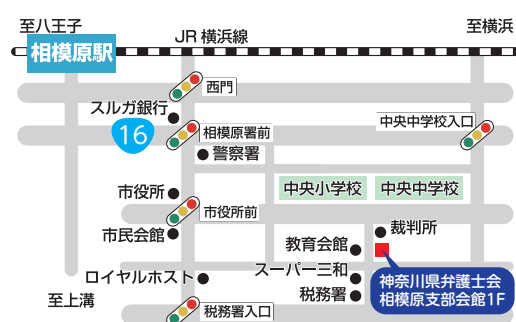 至八王子
JR 横浜線
至横浜
相模原駅
西門
スルガ銀行
16
相模原署前
中央中学校入口
警察署
市役所
中央小学校
中央中学校
市役所前
市民会館
裁判所
教育会館
ロイヤルホスト
スーパー三和
税務署
神奈川県弁護士会
相模原支部会館1F
至上溝
税務署入口